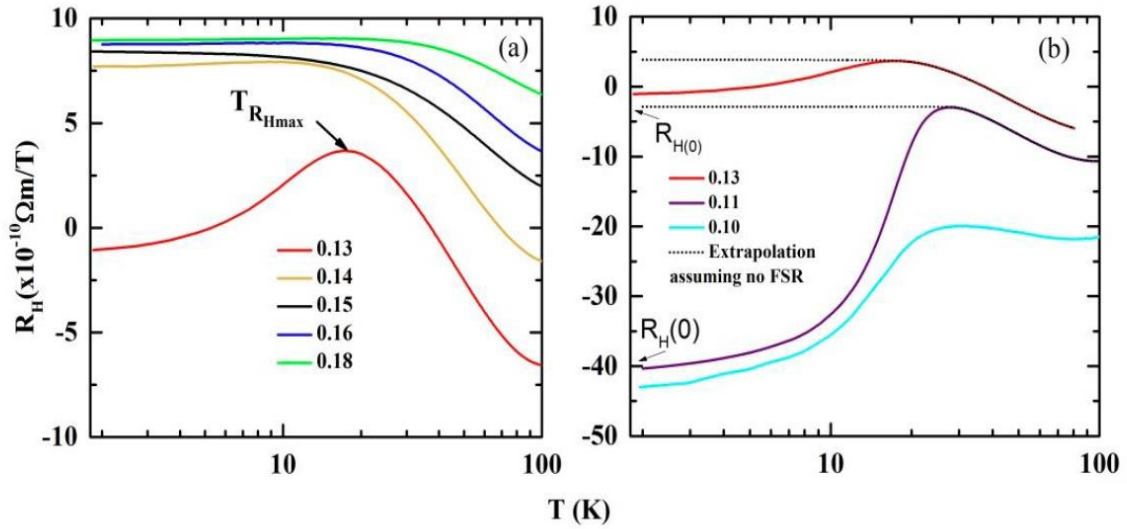 R_H(x10^-10 Ωm/T)
10
5
0
-5
-10
(a)
T_RHmax
0.13
0.14
0.15
0.16
0.18
10
100
10
0
-10
-20
-30
-40
-50
(b)
R_H(0)
0.13
0.11
0.10
Extrapolation
assuming no FSR
R_H(0)
10
100
T (K)